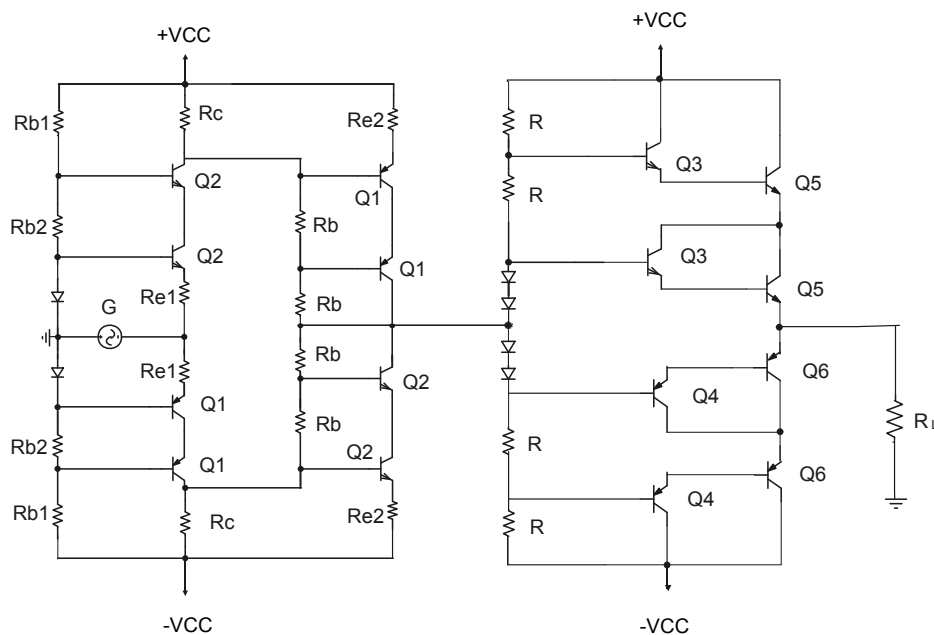 +VCC
+VCC
Rb1
Rc
Re2
R
Q3
Q2
Q5
Q1
Rb2
Rb
R
Q3
Q2
Q1
Q5
Re1
G
Rb
Rb
Re1
Q6
Q2
Q4
Q1
Rb
RL
Rb2
Q2
R
Q1
Q6
Q4
Rb1
Re2
Rc
R
-VCC
-VCC